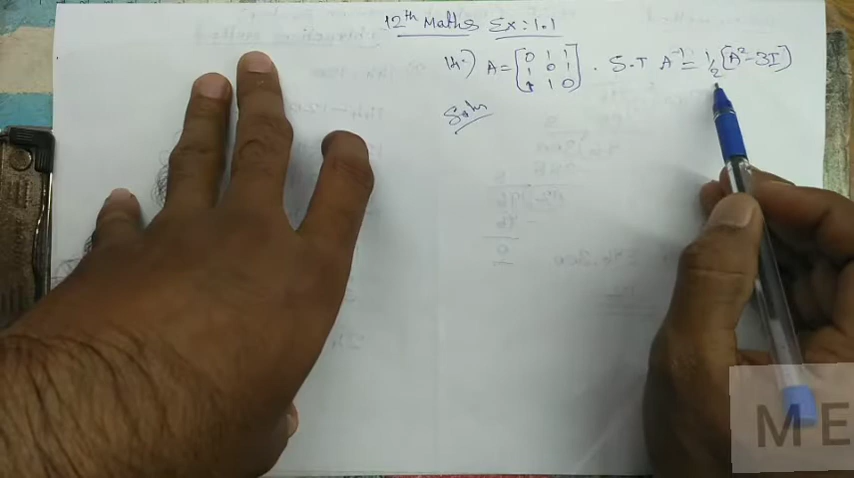 12th Maths Ex: 1.1
14.) A = [0 1 1 1 0 1 1 1 0] . S.T A⁻¹ = 1/2 [A² - 3I]
Soln
ME